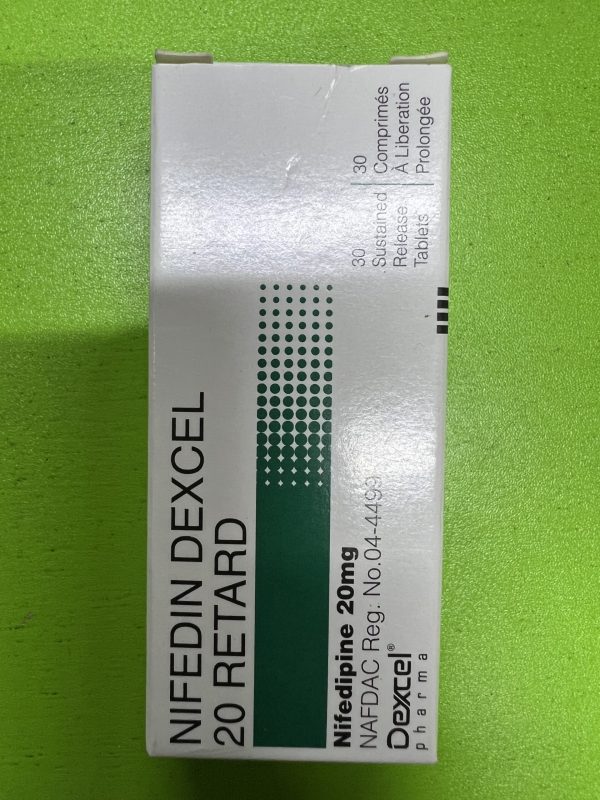 NIFEDIN DEXCEL
20 RETARD
Nifedipine 20mg
NAFDAC Reg: No.04-4499
Dexcel®
pharma
30
Sustained
Release
Tablets
30
Comprimés
À Liberation
Prolongée